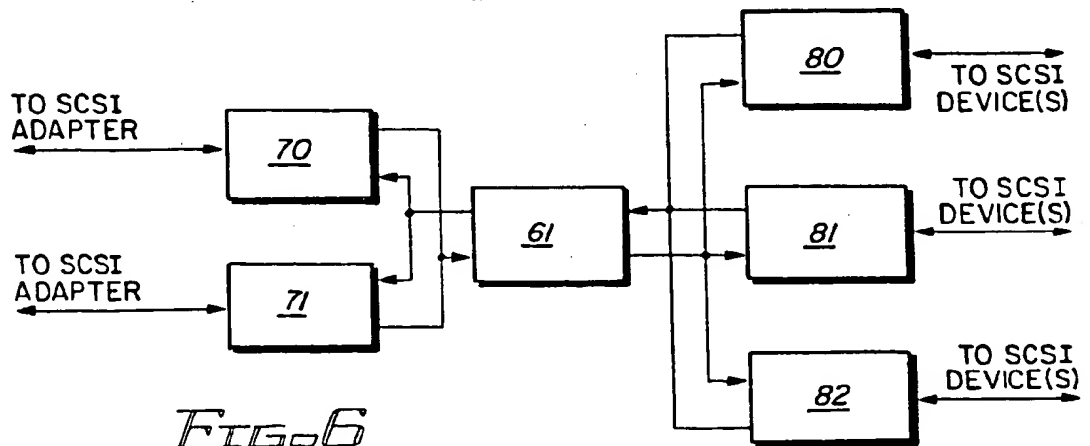 TO SCSI
ADAPTER
70
TO SCSI
ADAPTER
71
61
80
TO SCSI
DEVICE(S)
81
TO SCSI
DEVICE(S)
82
TO SCSI
DEVICE(S)
FIG. 6